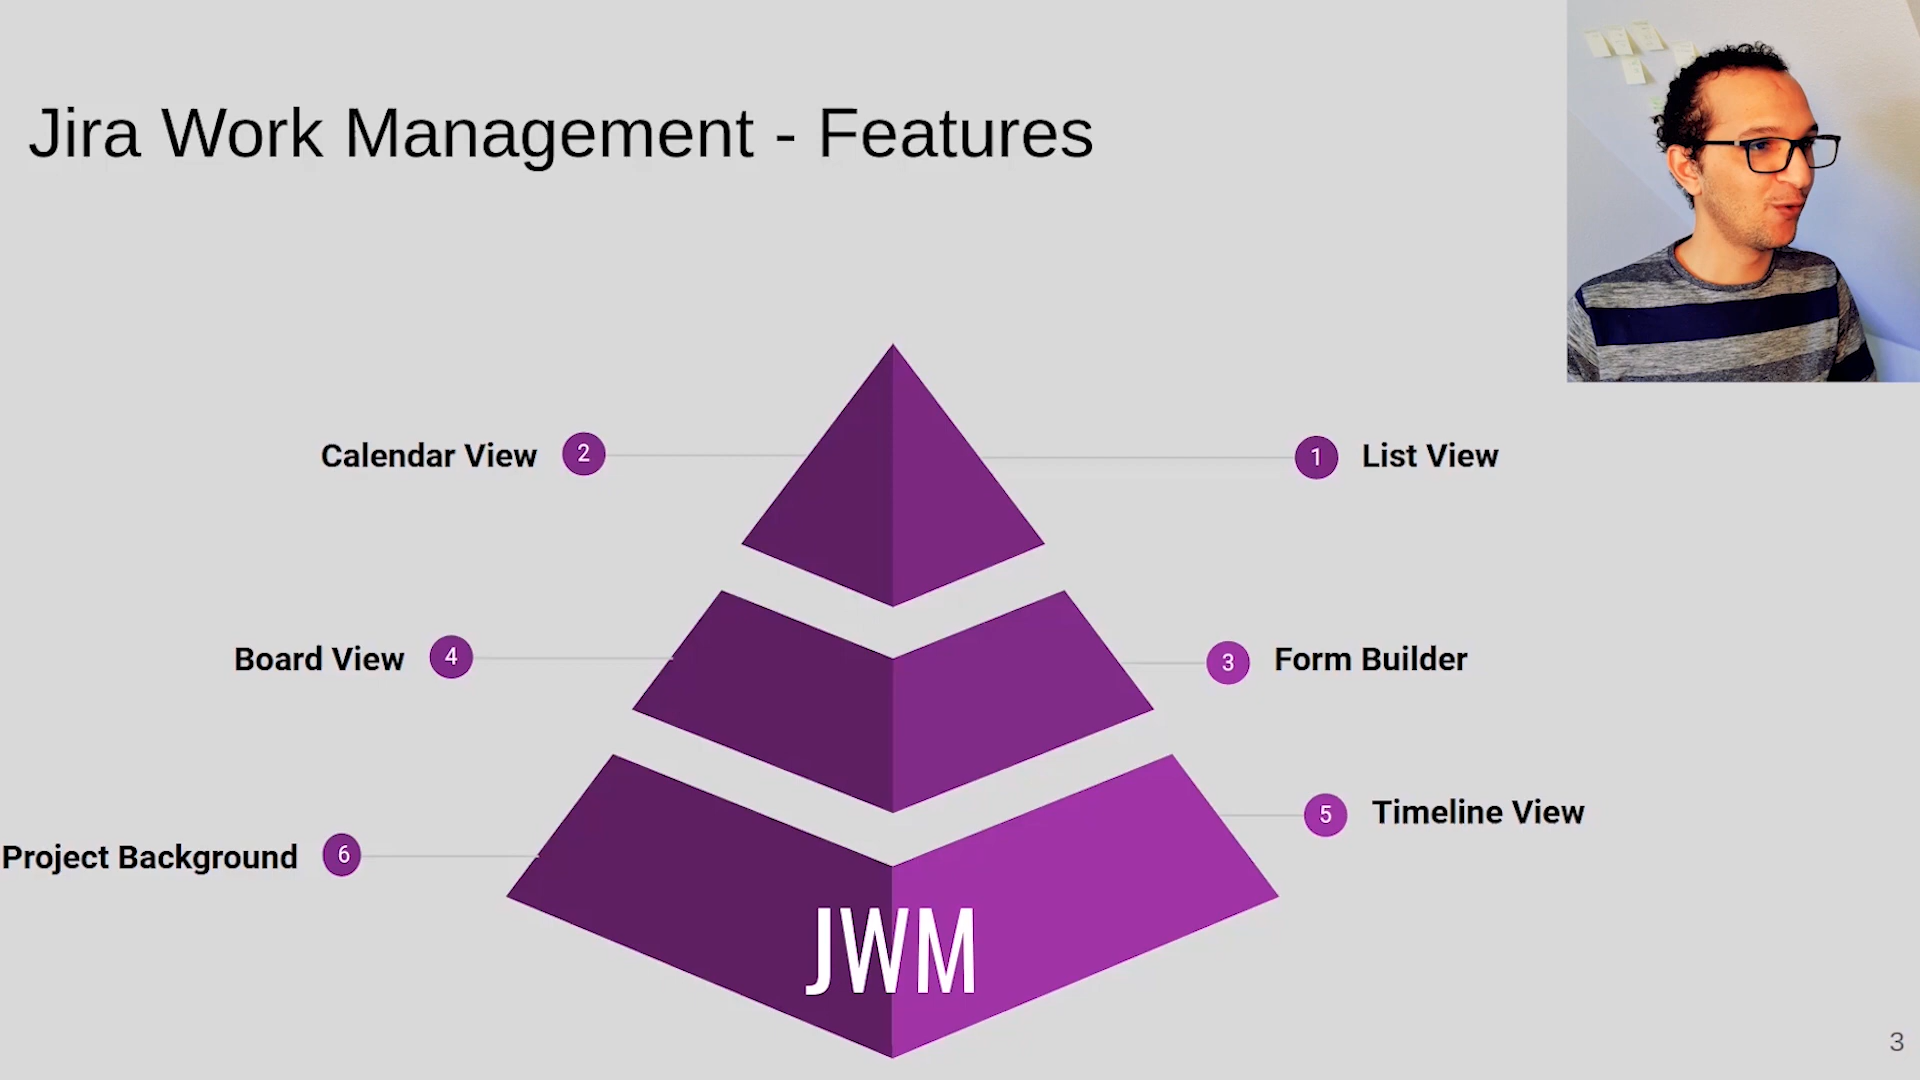 Jira Work Management - Features
Calendar View
2
1
List View
Board View
4
3
Form Builder
Project Background
6
5
Timeline View
JWM
3